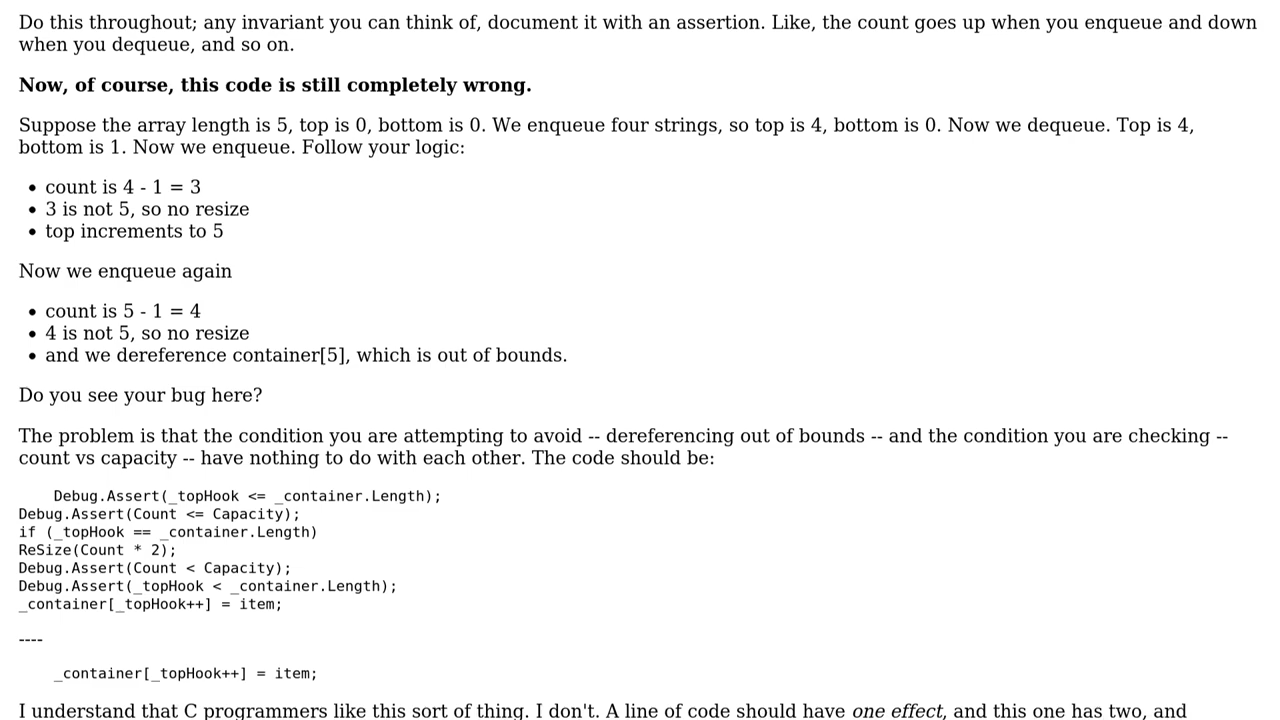 Do this throughout; any invariant you can think of, document it with an assertion. Like, the count goes up when you enqueue and down
when you dequeue, and so on.
Now, of course, this code is still completely wrong.
Suppose the array length is 5, top is 0, bottom is 0. We enqueue four strings, so top is 4, bottom is 0. Now we dequeue. Top is 4,
bottom is 1. Now we enqueue. Follow your logic:
• count is 4 - 1 = 3
• 3 is not 5, so no resize
• top increments to 5
Now we enqueue again
• count is 5 - 1 = 4
• 4 is not 5, so no resize
• and we dereference container[5], which is out of bounds.
Do you see your bug here?
The problem is that the condition you are attempting to avoid -- dereferencing out of bounds -- and the condition you are checking --
count vs capacity -- have nothing to do with each other. The code should be:
Debug.Assert(_topHook <= _container.Length);
Debug.Assert(Count <= Capacity);
if (_topHook == _container.Length)
ReSize(Count * 2);
Debug.Assert(Count < Capacity);
Debug.Assert(_topHook < _container.Length);
_container[_topHook++] = item;
----
_container[_topHook++] = item;
I understand that C programmers like this sort of thing. I don't. A line of code should have one effect, and this one has two, and